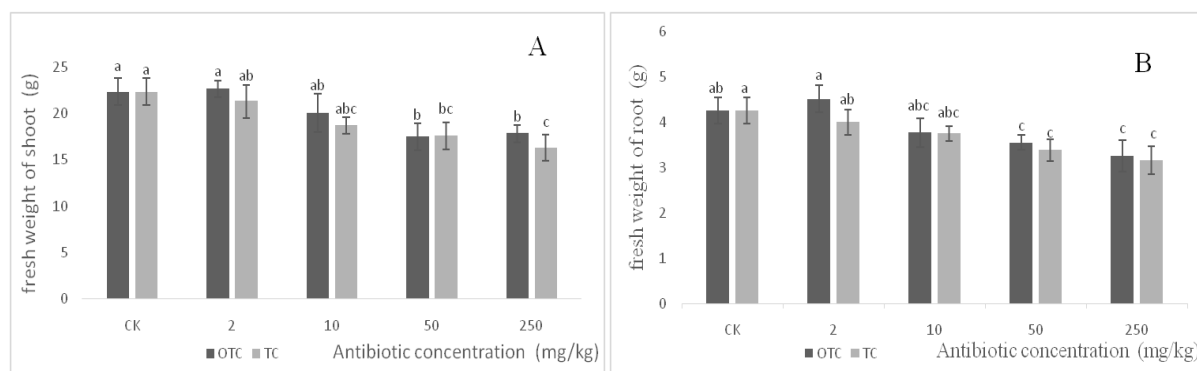 A
fresh weight of shoot (g)
25
20
15
10
5
0
a a a ab ab abc b bc b c
CK 2 10 50 250
Antibiotic concentration (mg/kg)
OTC TC
B
fresh weight of root (g)
6
5
4
3
2
1
0
ab a a ab abc abc c c c c
CK 2 10 50 250
Antibiotic concentration (mg/kg)
OTC TC